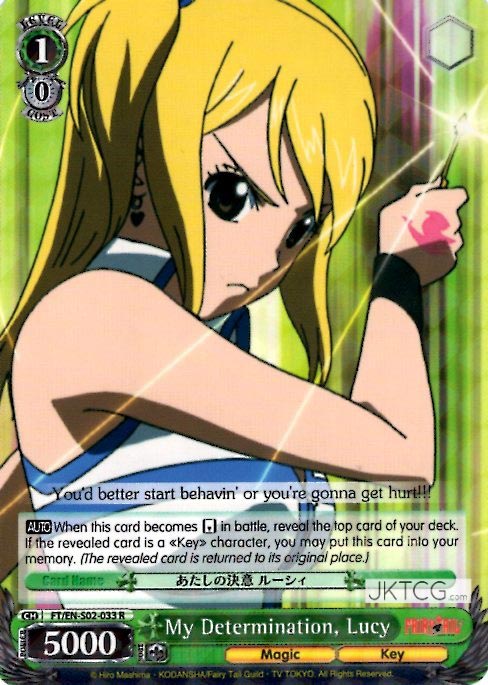 LEVEL
1
0
COST
You'd better start behavin' or you're gonna get hurt!!!
AUTO When this card becomes [▾] in battle, reveal the top card of your deck.
If the revealed card is a «Key» character, you may put this card into your
memory. (The revealed card is returned to its original place.)
Card Name あたしの決意 ルーシィ
JKTCG.com
CH FT/EN-S02-033 R
POWER 5000 SOUL My Determination, Lucy FAIRY TAIL
Magic Key
© Hiro Mashima・KODANSHA/Fairy Tail Guild・TV TOKYO. All Rights Reserved.